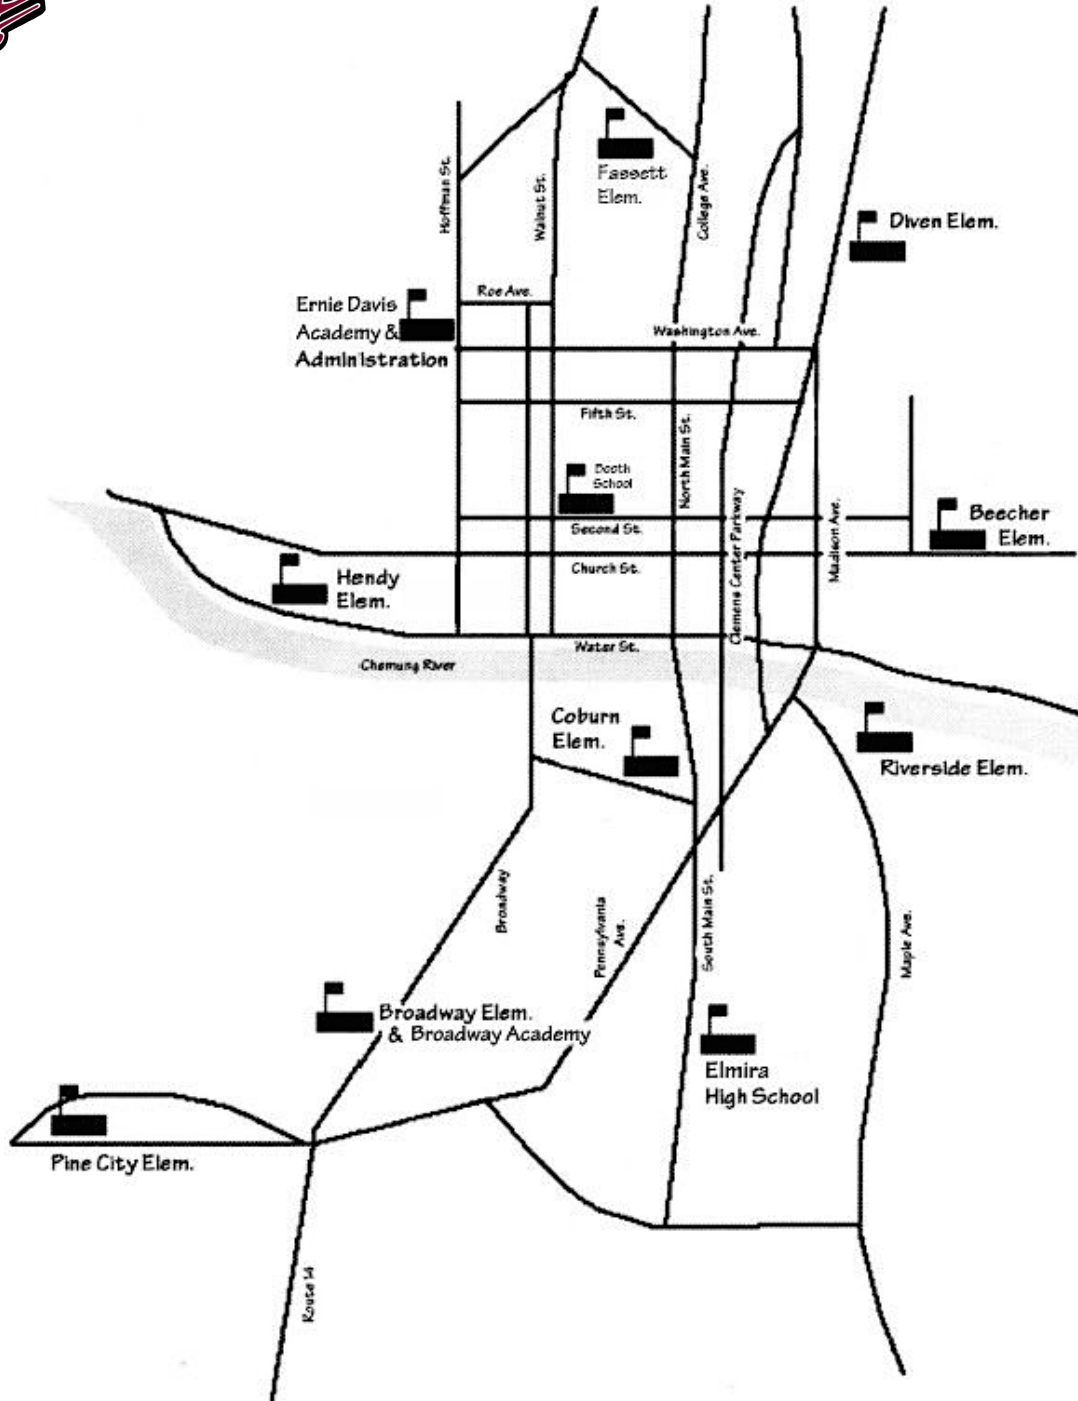 Fassett
Elem.
Hoffman St.
Walnut St.
College Ave.
Diven Elem.
Roe Ave.
Ernie Davis
Academy &
Administration
Washington Ave.
Fifth St.
North Main St.
Booth
School
Second St.
Clemens Center Parkway
Madison Ave.
Beecher
Elem.
Church St.
Hendy
Elem.
Water St.
Chemung River
Coburn
Elem.
Riverside Elem.
Broadway
Pennsylvania
Ave.
South Main St.
Maple Ave.
Broadway Elem.
& Broadway Academy
Elmira
High School
Pine City Elem.
Route 14